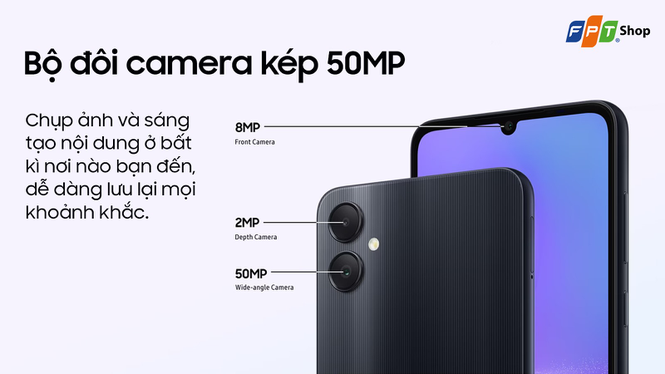 FPT Shop
Bộ đôi camera kép 50MP
Chụp ảnh và sáng
tạo nội dung ở bất
kì nơi nào bạn đến,
dễ dàng lưu lại mọi
khoảnh khắc.
8MP
Front Camera
2MP
Depth Camera
50MP
Wide-angle Camera